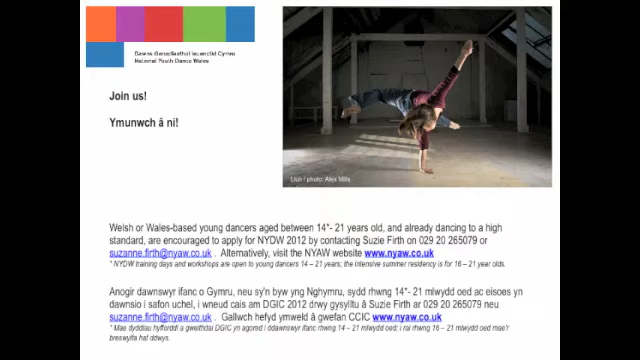 Dawns Genedlaethol Ieuenctid Cymru
National Youth Dance Wales
Join us!
Ymunwch â ni!
Llun / photo: Alex Mills
Welsh or Wales-based young dancers aged between 14*- 21 years old, and already dancing to a high
standard, are encouraged to apply for NYDW 2012 by contacting Suzie Firth on 029 20 265079 or
suzanne.firth@nyaw.co.uk . Alternatively, visit the NYAW website www.nyaw.co.uk
* NYDW training days and workshops are open to young dancers 14 – 21 years; the intensive summer residency is for 16 – 21 year olds.
Anogir dawnswyr ifanc o Gymru, neu sy'n byw yng Nghymru, sydd rhwng 14*- 21 mlwydd oed ac eisoes yn
dawnsio i safon uchel, i wneud cais am DGIC 2012 drwy gysylltu â Suzie Firth ar 029 20 265079 neu
suzanne.firth@nyaw.co.uk . Gallwch hefyd ymweld â gwefan CCIC www.nyaw.co.uk
* Mae dyddiau hyfforddi a gweithdai DGIC yn agored i ddawnswyr ifanc rhwng 14 – 21 mlwydd oed; i rai rhwng 16 – 21 mlwydd oed mae'r
breswylfa haf ddwys.